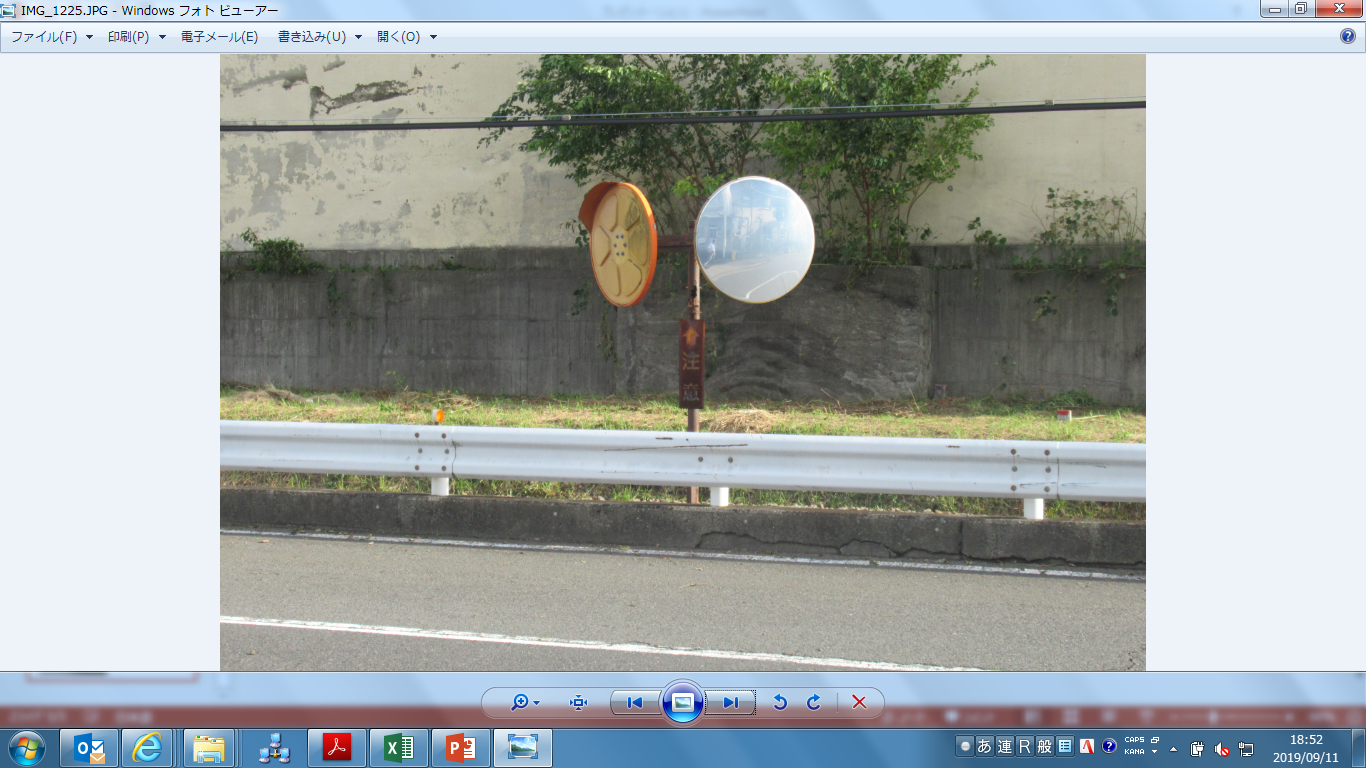 IMG_1225.JPG - Windows フォト ビューアー
ファイル(F) 印刷(P) 電子メール(E) 書き込み(U) 開く(O)
注
意
あ 連 R 般
CAPS
KANA
18:52
2019/09/11